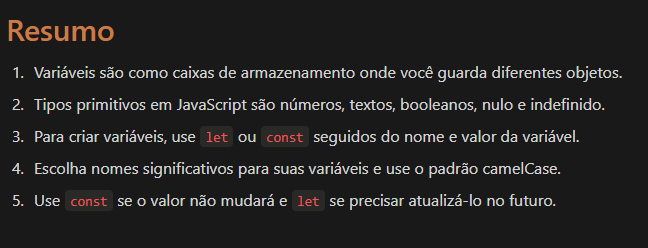 Resumo
1. Variáveis são como caixas de armazenamento onde você guarda diferentes objetos.
2. Tipos primitivos em JavaScript são números, textos, booleanos, nulo e indefinido.
3. Para criar variáveis, use let ou const seguidos do nome e valor da variável.
4. Escolha nomes significativos para suas variáveis e use o padrão camelCase.
5. Use const se o valor não mudará e let se precisar atualizá-lo no futuro.